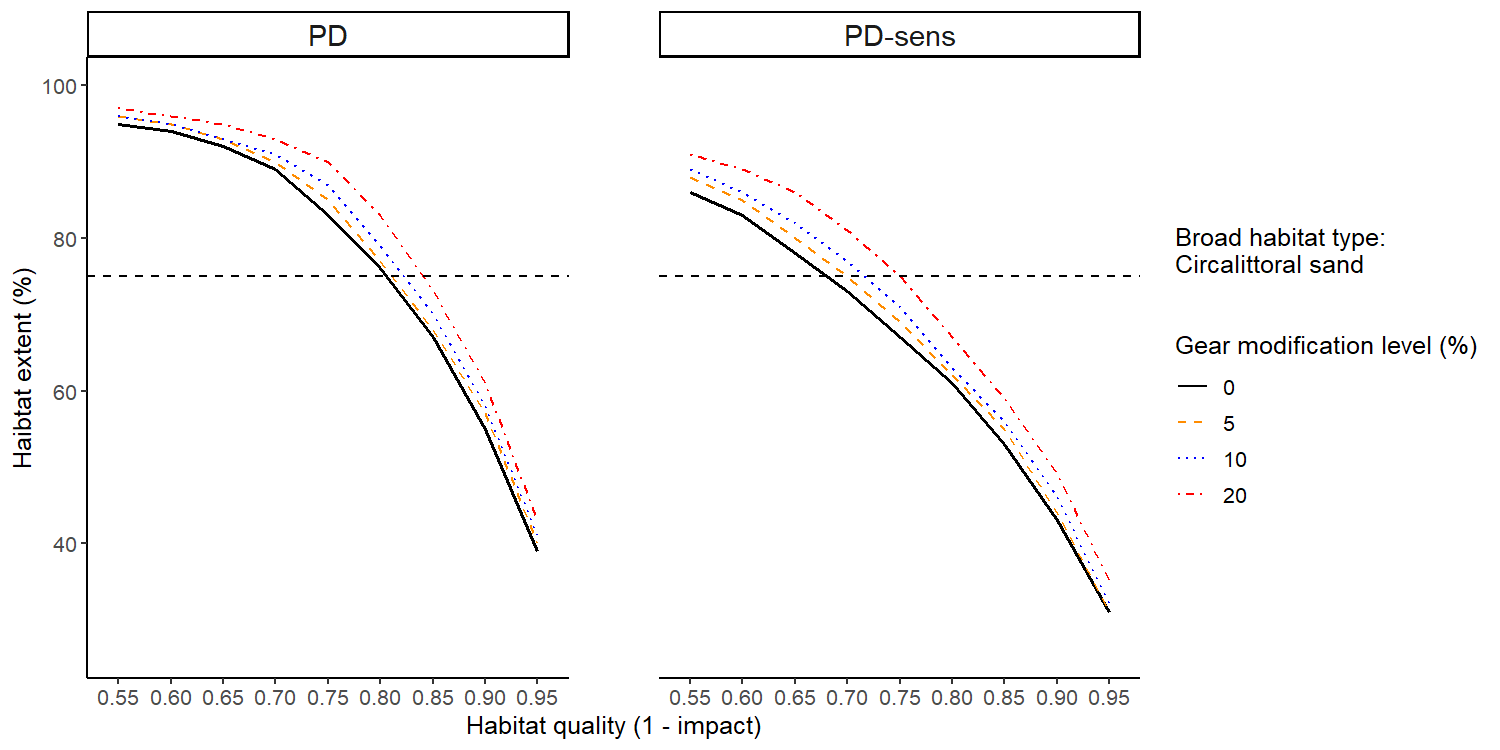 PD
PD-sens
100
80
60
40
Haibtat extent (%)
0.55 0.60 0.65 0.70 0.75 0.80 0.85 0.90 0.95
0.55 0.60 0.65 0.70 0.75 0.80 0.85 0.90 0.95
Habitat quality (1 - impact)
Broad habitat type:
Circalittoral sand
Gear modification level (%)
0
5
10
20